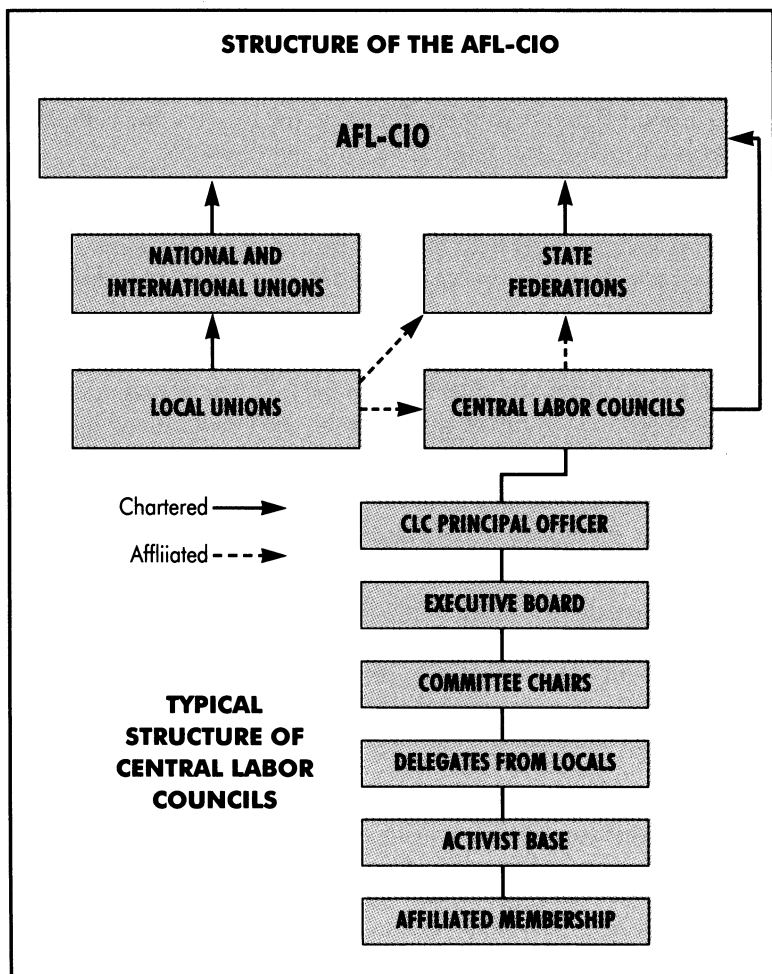 STRUCTURE OF THE AFL-CIO
AFL-CIO
NATIONAL AND
INTERNATIONAL UNIONS
STATE
FEDERATIONS
LOCAL UNIONS
CENTRAL LABOR COUNCILS
Chartered
Affliiated
CLC PRINCIPAL OFFICER
EXECUTIVE BOARD
COMMITTEE CHAIRS
TYPICAL
STRUCTURE OF
CENTRAL LABOR
COUNCILS
DELEGATES FROM LOCALS
ACTIVIST BASE
AFFILIATED MEMBERSHIP